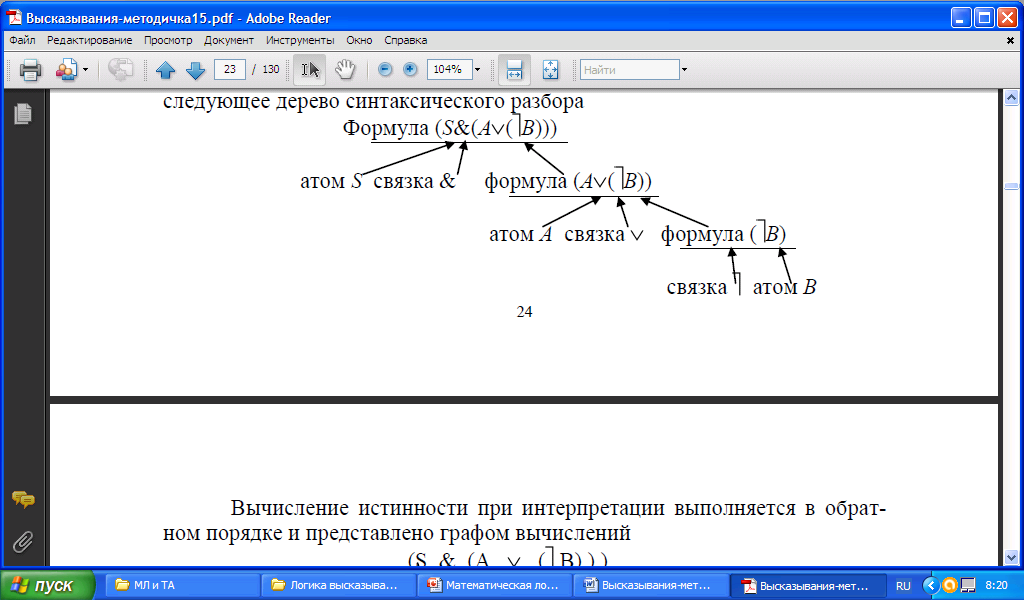 Высказывания-методичка15.pdf - Adobe Reader
Файл Редактирование Просмотр Документ Инструменты Окно Справка
23 / 130 104% Найти
следующее дерево синтаксического разбора
Формула (S&(A∨(⏋B)))
атом S связка & формула (A∨(⏋B))
атом A связка ∨ формула (⏋B)
связка ⏋ атом B
24
Вычисление истинности при интерпретации выполняется в обрат-
ном порядке и представлено графом вычислений
(S & (A ∨ (⏋B) ) )
пуск МЛ и ТА Логика высказыва... Математическая ло... Высказывания-мет... Высказывания-мет... RU 8:20